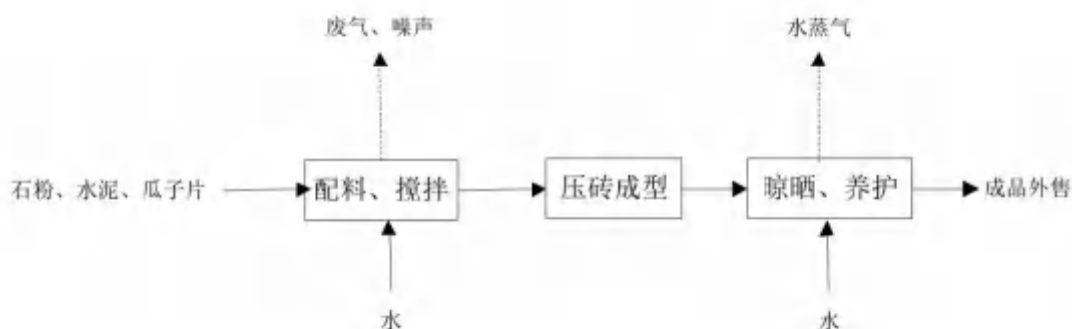 废气、噪声
水蒸气
石粉、水泥、瓜子片
配料、搅拌
压砖成型
晾晒、养护
成品外售
水
水